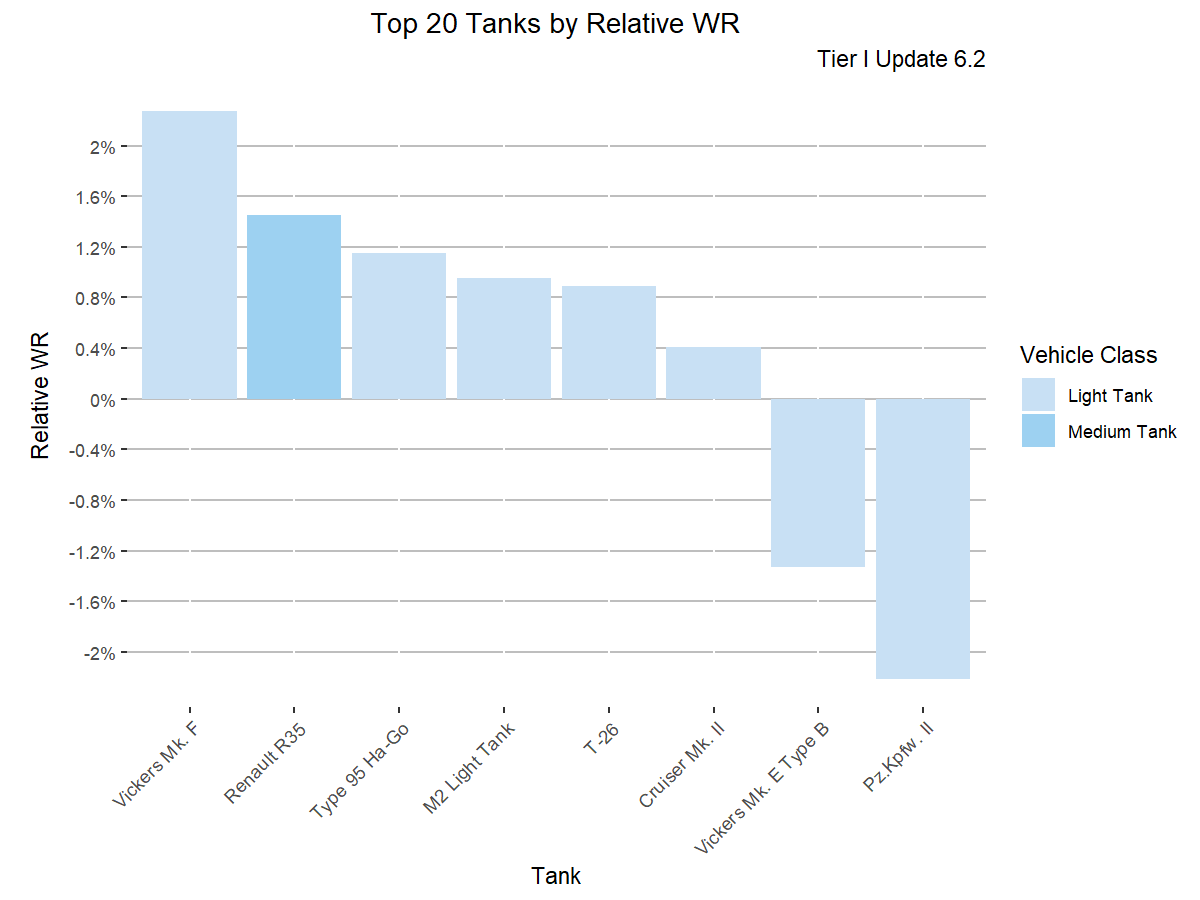 Top 20 Tanks by Relative WR
Tier I Update 6.2
Relative WR
2%
1.6%
1.2%
0.8%
0.4%
0%
-0.4%
-0.8%
-1.2%
-1.6%
-2%
Vickers Mk. F
Renault R35
Type 95 Ha-Go
M2 Light Tank
T-26
Cruiser Mk. II
Vickers Mk. E Type B
Pz.Kpfw. II
Tank
Vehicle Class
Light Tank
Medium Tank